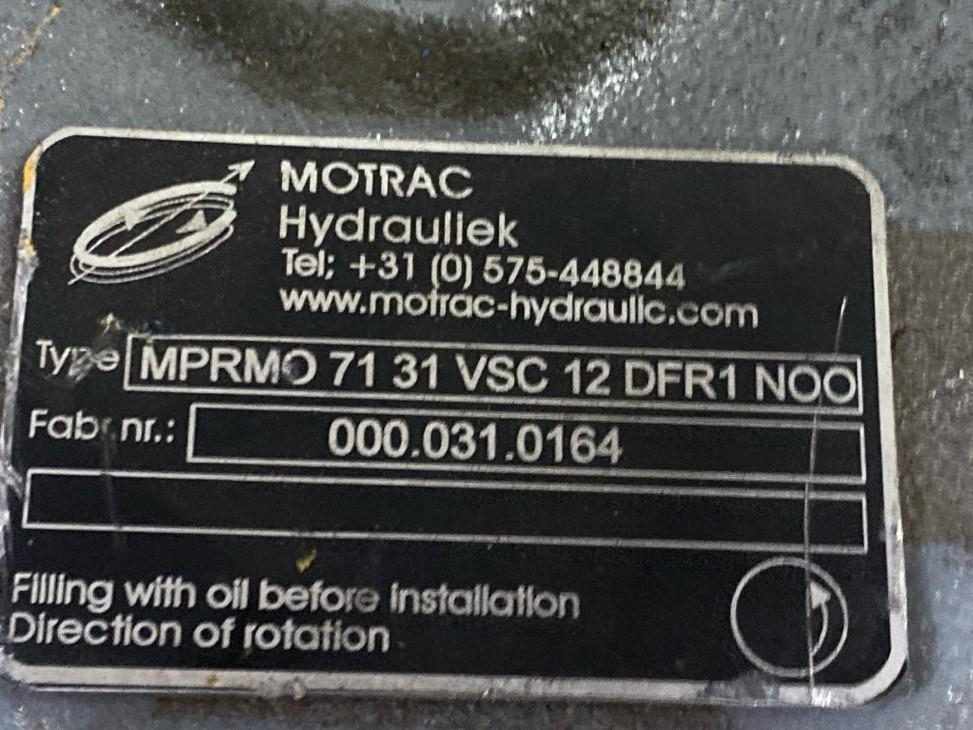 MOTRAC
Hydrauliek
Tel; +31 (0) 575-448844
www.motrac-hydraulic.com
Type MPRMO 71 31 VSC 12 DFR1 NOO
Fabr.nr.: 000.031.0164
Filling with oil before installation
Direction of rotation